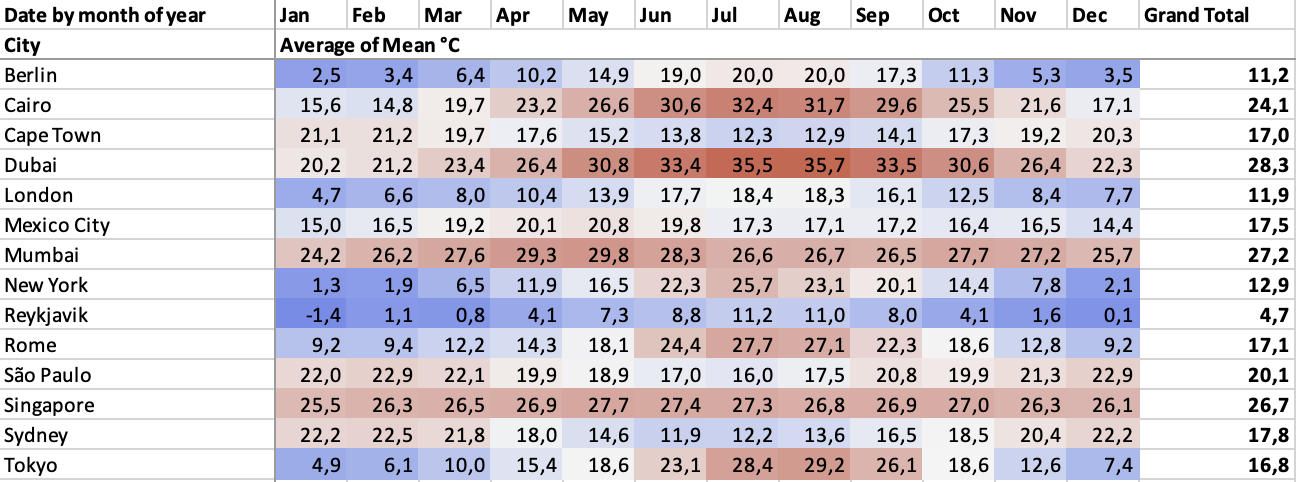 Date by month of year Jan Feb Mar Apr May Jun Jul Aug Sep Oct Nov Dec Grand Total
City Average of Mean °C
Berlin 2,5 3,4 6,4 10,2 14,9 19,0 20,0 20,0 17,3 11,3 5,3 3,5 11,2
Cairo 15,6 14,8 19,7 23,2 26,6 30,6 32,4 31,7 29,6 25,5 21,6 17,1 24,1
Cape Town 21,1 21,2 19,7 17,6 15,2 13,8 12,3 12,9 14,1 17,3 19,2 20,3 17,0
Dubai 20,2 21,2 23,4 26,4 30,8 33,4 35,5 35,7 33,5 30,6 26,4 22,3 28,3
London 4,7 6,6 8,0 10,4 13,9 17,7 18,4 18,3 16,1 12,5 8,4 7,7 11,9
Mexico City 15,0 16,5 19,2 20,1 20,8 19,8 17,3 17,1 17,2 16,4 16,5 14,4 17,5
Mumbai 24,2 26,2 27,6 29,3 29,8 28,3 26,6 26,7 26,5 27,7 27,2 25,7 27,2
New York 1,3 1,9 6,5 11,9 16,5 22,3 25,7 23,1 20,1 14,4 7,8 2,1 12,9
Reykjavik -1,4 1,1 0,8 4,1 7,3 8,8 11,2 11,0 8,0 4,1 1,6 0,1 4,7
Rome 9,2 9,4 12,2 14,3 18,1 24,4 27,7 27,1 22,3 18,6 12,8 9,2 17,1
São Paulo 22,0 22,9 22,1 19,9 18,9 17,0 16,0 17,5 20,8 19,9 21,3 22,9 20,1
Singapore 25,5 26,3 26,5 26,9 27,7 27,4 27,3 26,8 26,9 27,0 26,3 26,1 26,7
Sydney 22,2 22,5 21,8 18,0 14,6 11,9 12,2 13,6 16,5 18,5 20,4 22,2 17,8
Tokyo 4,9 6,1 10,0 15,4 18,6 23,1 28,4 29,2 26,1 18,6 12,6 7,4 16,8